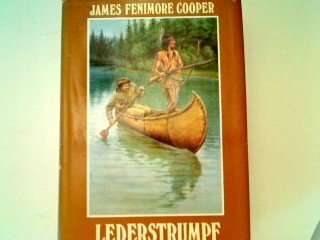 JAMES FENIMORE COOPER
LEDERSTRUMPF